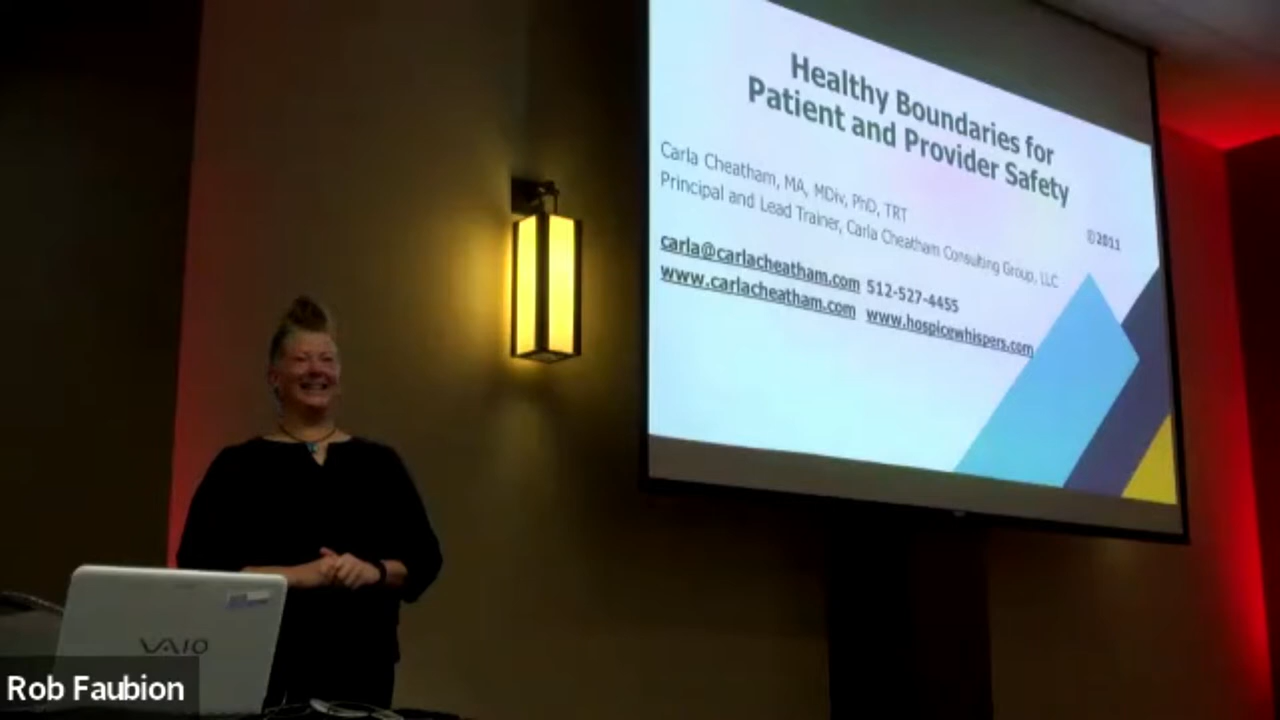 Healthy Boundaries for
Patient and Provider Safety
Carla Cheatham, MA, MDiv, PhD, TRT
Principal and Lead Trainer, Carla Cheatham Consulting Group, LLC
©2011
carla@carlacheatham.com 512-527-4455
www.carlacheatham.com www.hospicewhispers.com
VAIO
Rob Faubion